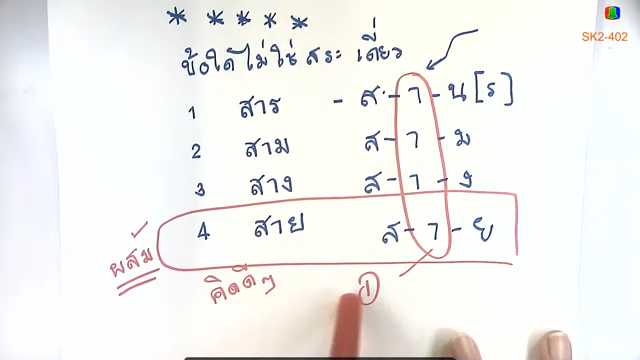 SK2-402
* * * * *
ข้อใดไม่ใช่ สระ เดี่ยว
1 สาร - ส - า - น [ร]
2 สาม ส - า - ม
3 สาง ส - า - ง
4 สาย ส - า - ย
ผสม
คิดดีๆ ①